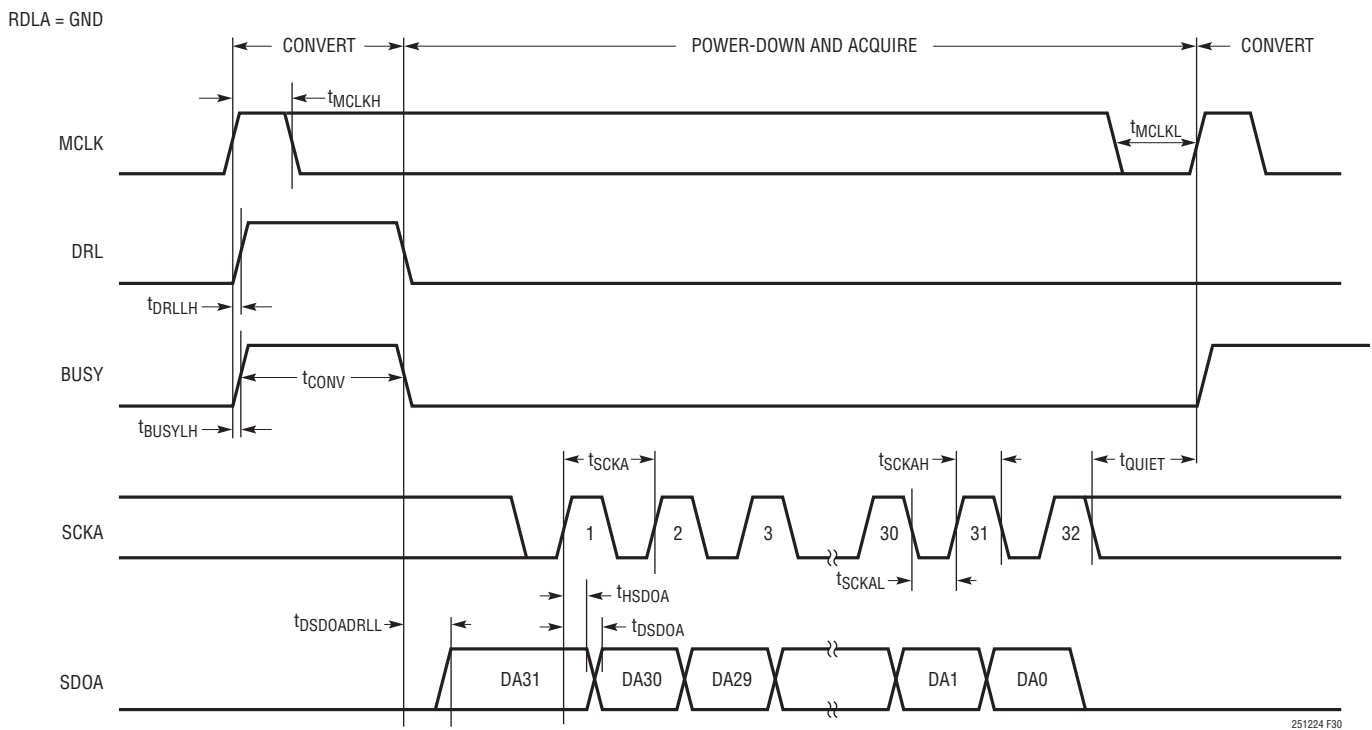 RDLA = GND
CONVERT
POWER-DOWN AND ACQUIRE
CONVERT
tMCLKH
tMCLKL
MCLK
DRL
tDRLLH
BUSY
tCONV
tBUSYLH
tSCKA
tSCKAH
tQUIET
SCKA
1 2 3 30 31 32
tSCKAL
tHSDOA
tDSDOADRLL
tDSDOA
SDOA
DA31 DA30 DA29 DA1 DA0
251224 F30